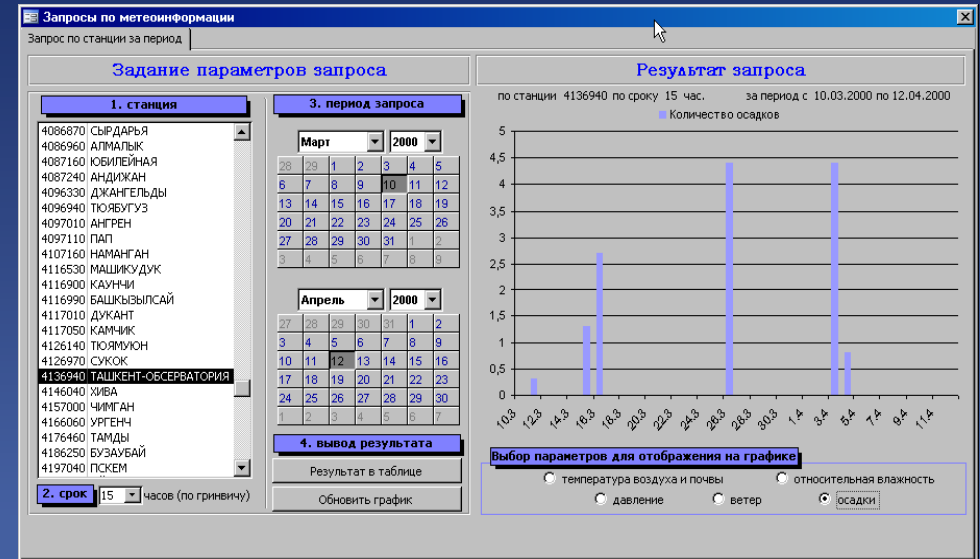 Запросы по метеоинформации
Запрос по станции за период
Задание параметров запроса
1. станция
4086870 СЫРДАРЬЯ
4086960 АЛМАЛЫК
4087160 ЮБИЛЕЙНАЯ
4087240 АНДИЖАН
4096330 ДЖАНГЕЛЬДЫ
4096940 ТЮЯБУГУЗ
4097010 АНГРЕН
4097110 ПАП
4107160 НАМАНГАН
4116530 МАШИКУДУК
4116900 КАУНЧИ
4116990 БАШКЫЗЫЛСАЙ
4117010 ДУКАНТ
4117050 КАМЧИК
4126140 ТЮЯМУЮН
4126970 СУКОК
4136940 ТАШКЕНТ-ОБСЕРВАТОРИЯ
4146040 ХИВА
4157000 ЧИМГАН
4166060 УРГЕНЧ
4176460 ТАМДЫ
4186250 БУЗАУБАЙ
4197040 ПСКЕМ
2. срок 15 часов (по гринвичу)
3. период запроса
Март 2000
28 29 1 2 3 4 5
6 7 8 9 10 11 12
13 14 15 16 17 18 19
20 21 22 23 24 25 26
27 28 29 30 31 1 2
3 4 5 6 7 8 9
Апрель 2000
27 28 29 30 31 1 2
3 4 5 6 7 8 9
10 11 12 13 14 15 16
17 18 19 20 21 22 23
24 25 26 27 28 29 30
1 2 3 4 5 6 7
4. вывод результата
Результат в таблице
Обновить график
Результат запроса
по станции 4136940 по сроку 15 час. за период с 10.03.2000 по 12.04.2000
Количество осадков
5
4,5
4
3,5
3
2,5
2
1,5
1
0,5
0
10.3 12.3 14.3 16.3 18.3 20.3 22.3 24.3 26.3 28.3 30.3 1.4 3.4 5.4 7.4 9.4 11.4
Выбор параметров для отображения на графике
температура воздуха и почвы относительная влажность
давление ветер осадки